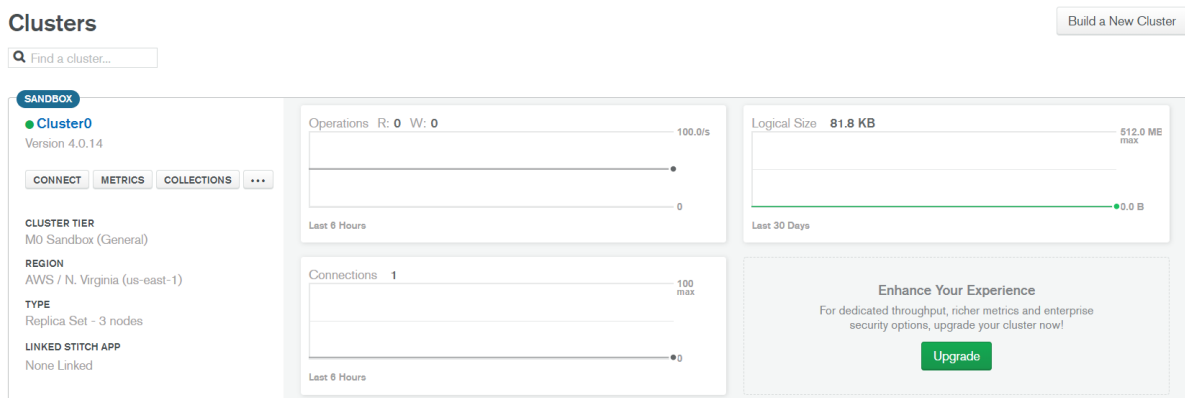 Clusters
Build a New Cluster
Find a cluster...
SANDBOX
Cluster0
Version 4.0.14
CONNECT METRICS COLLECTIONS ...
CLUSTER TIER
M0 Sandbox (General)
REGION
AWS / N. Virginia (us-east-1)
TYPE
Replica Set - 3 nodes
LINKED STITCH APP
None Linked
Operations R: 0 W: 0
100.0/s
0
Last 6 Hours
Logical Size 81.8 KB
512.0 MB
max
0.0 B
Last 30 Days
Connections 1
100
max
0
Last 6 Hours
Enhance Your Experience
For dedicated throughput, richer metrics and enterprise
security options, upgrade your cluster now!
Upgrade